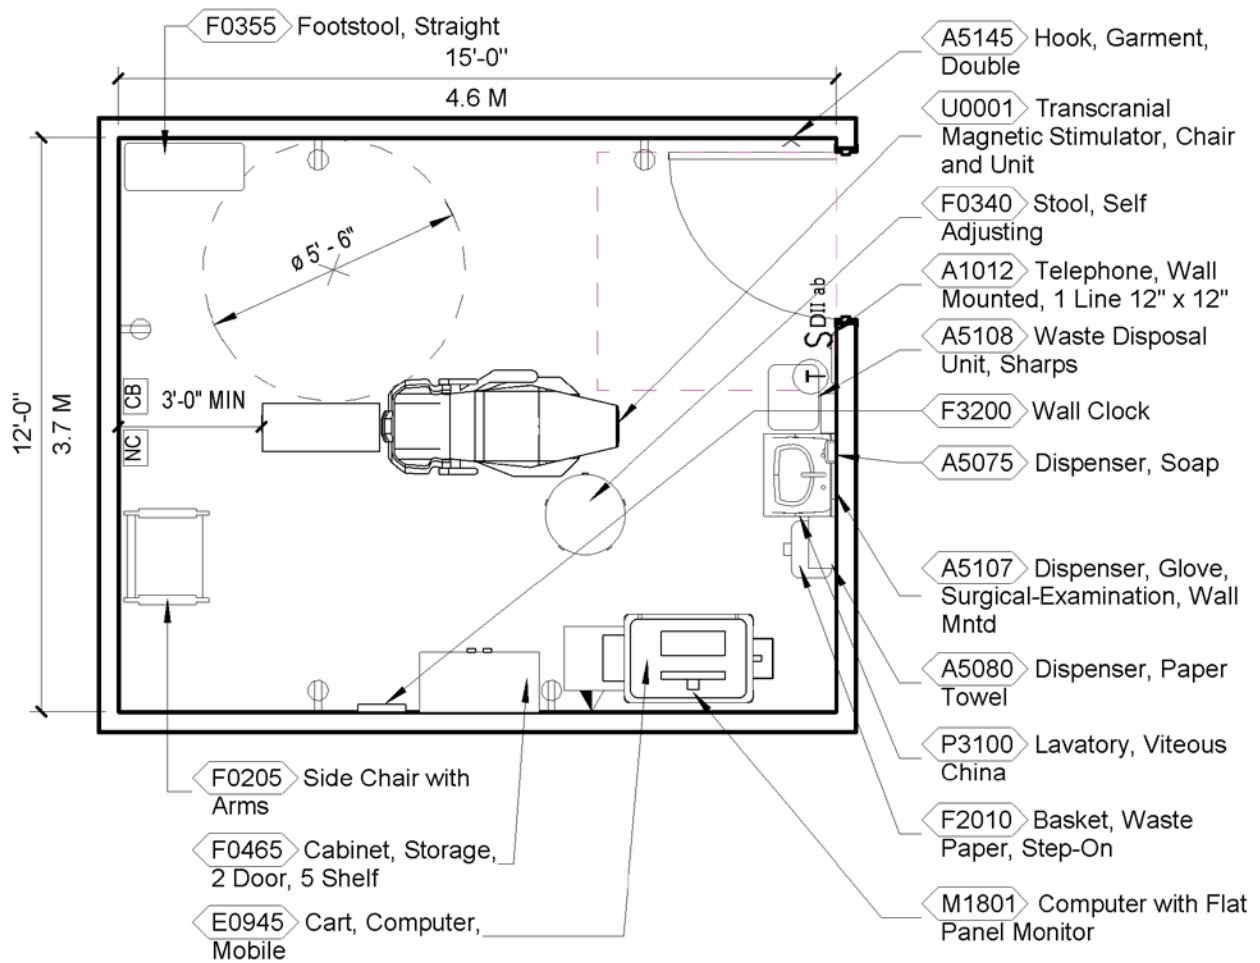 F0355 Footstool, Straight
15'-0"
4.6 M
A5145 Hook, Garment,
Double
U0001 Transcranial
Magnetic Stimulator, Chair
and Unit
F0340 Stool, Self
Adjusting
A1012 Telephone, Wall
Mounted, 1 Line 12" x 12"
A5108 Waste Disposal
Unit, Sharps
F3200 Wall Clock
A5075 Dispenser, Soap
A5107 Dispenser, Glove,
Surgical-Examination, Wall
Mntd
A5080 Dispenser, Paper
Towel
P3100 Lavatory, Viteous
China
F2010 Basket, Waste
Paper, Step-On
M1801 Computer with Flat
Panel Monitor
ø 5' - 6"
S DII ab
T
CB
3'-0" MIN
NC
12'-0"
3.7 M
F0205 Side Chair with
Arms
F0465 Cabinet, Storage,
2 Door, 5 Shelf
E0945 Cart, Computer,
Mobile